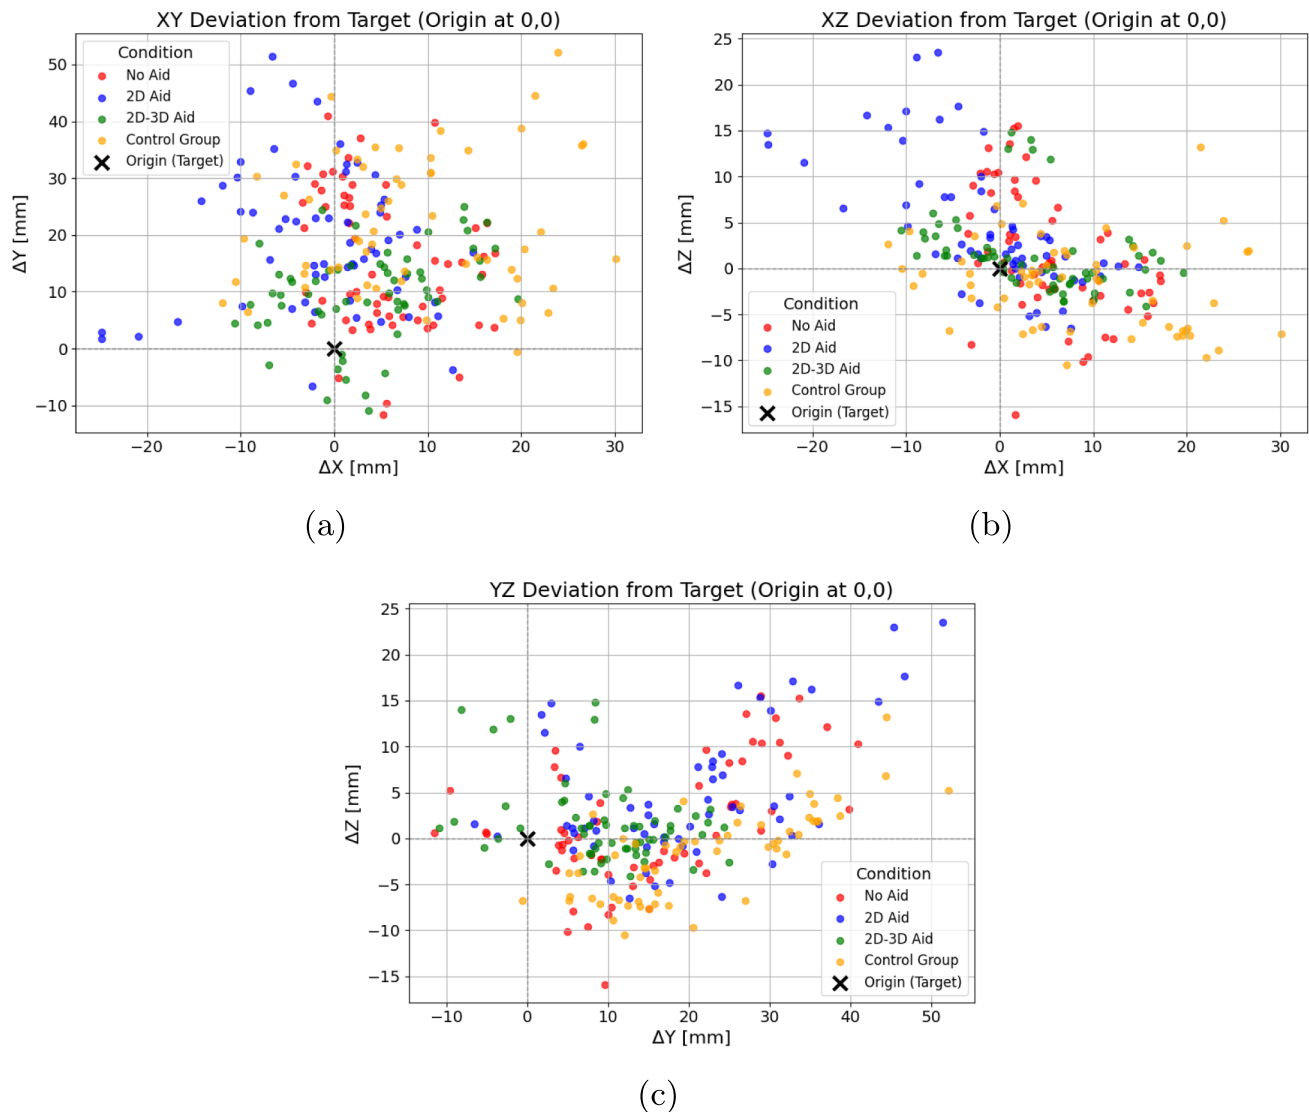 XY Deviation from Target (Origin at 0,0)
Condition
No Aid
2D Aid
2D-3D Aid
Control Group
Origin (Target)
50
40
30
20
10
0
−10
ΔY [mm]
−20
−10
0
10
20
30
ΔX [mm]
(a)
XZ Deviation from Target (Origin at 0,0)
25
20
15
10
5
0
−5
−10
−15
ΔZ [mm]
Condition
No Aid
2D Aid
2D-3D Aid
Control Group
Origin (Target)
−20
−10
0
10
20
30
ΔX [mm]
(b)
YZ Deviation from Target (Origin at 0,0)
25
20
15
10
5
0
−5
−10
−15
ΔZ [mm]
Condition
No Aid
2D Aid
2D-3D Aid
Control Group
Origin (Target)
−10
0
10
20
30
40
50
ΔY [mm]
(c)